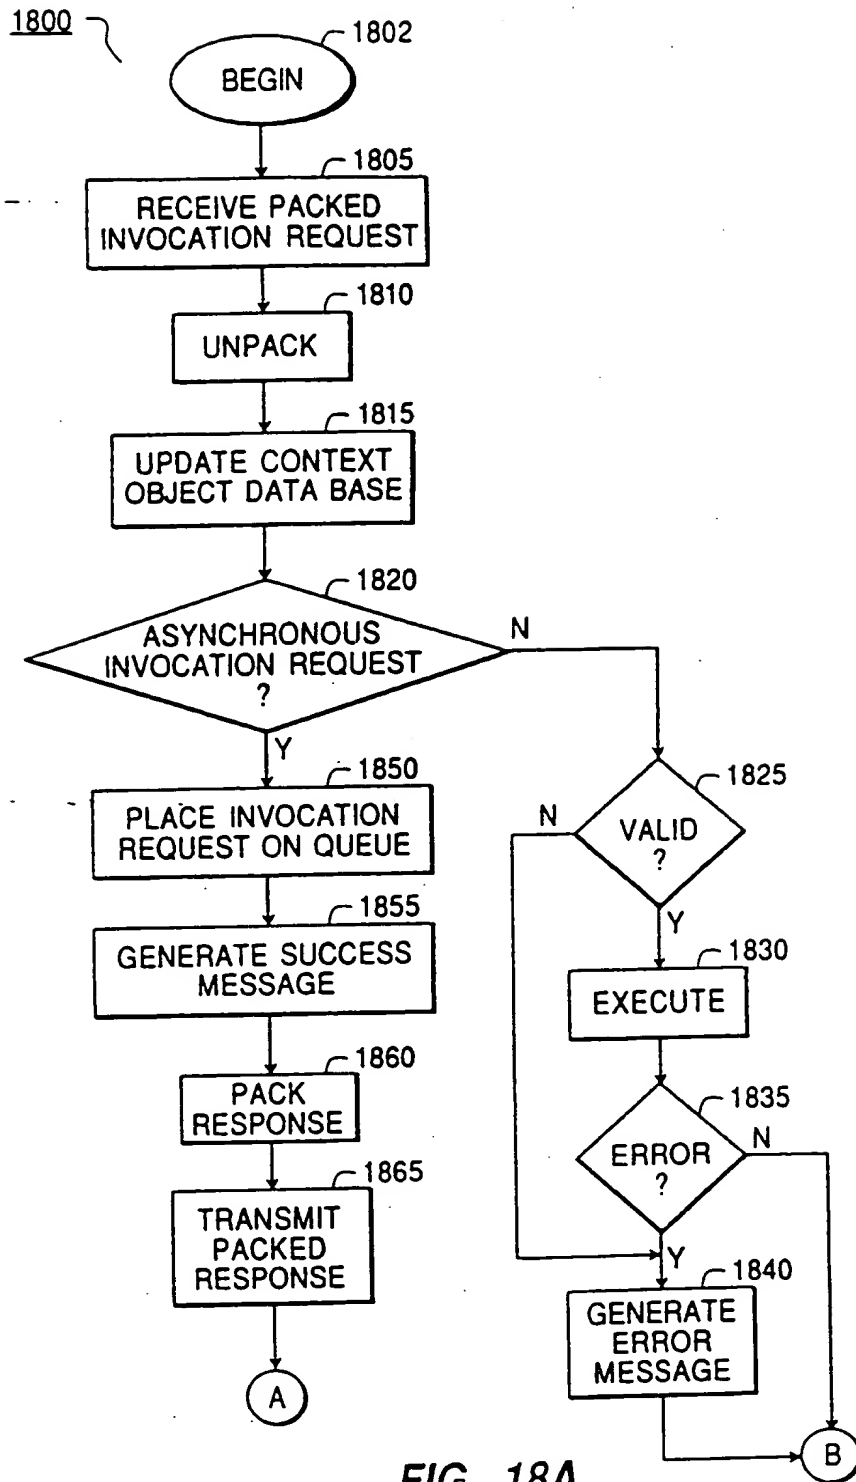 1800
1802
BEGIN
1805
RECEIVE PACKED
INVOCATION REQUEST
1810
UNPACK
1815
UPDATE CONTEXT
OBJECT DATA BASE
1820
ASYNCHRONOUS
INVOCATION REQUEST
?
N
Y
1850
PLACE INVOCATION
REQUEST ON QUEUE
1855
GENERATE SUCCESS
MESSAGE
1860
PACK
RESPONSE
1865
TRANSMIT
PACKED
RESPONSE
A
1825
VALID
?
N
Y
1830
EXECUTE
1835
ERROR
?
N
Y
1840
GENERATE
ERROR
MESSAGE
B
FIG. 18A